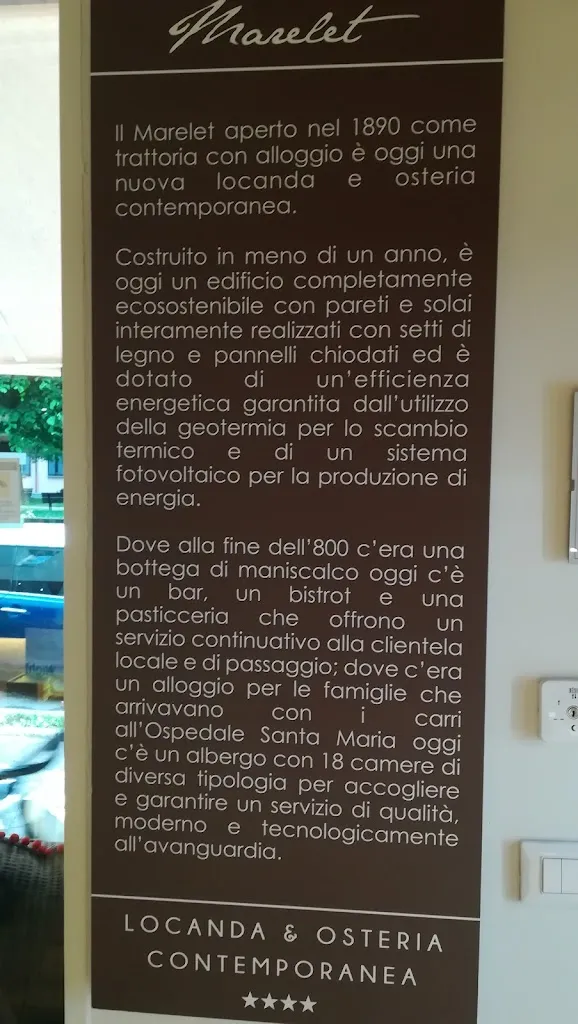 Marelet
Il Marelet aperto nel 1890 come
trattoria con alloggio è oggi una
nuova locanda e osteria
contemporanea.
Costruito in meno di un anno, è
oggi un edificio completamente
ecosostenibile con pareti e solai
interamente realizzati con setti di
legno e pannelli chiodati ed è
dotato di un'efficienza
energetica garantita dall'utilizzo
della geotermia per lo scambio
termico e di un sistema
fotovoltaico per la produzione di
energia.
Dove alla fine dell'800 c'era una
bottega di maniscalco oggi c'è
un bar, un bistrot e una
pasticceria che offrono un
servizio continuativo alla clientela
locale e di passaggio; dove c'era
un alloggio per le famiglie che
arrivavano con i carri
all'Ospedale Santa Maria oggi
c'è un albergo con 18 camere di
diversa tipologia per accogliere
e garantire un servizio di qualità,
moderno e tecnologicamente
all'avanguardia.
LOCANDA & OSTERIA
CONTEMPORANEA
★★★★